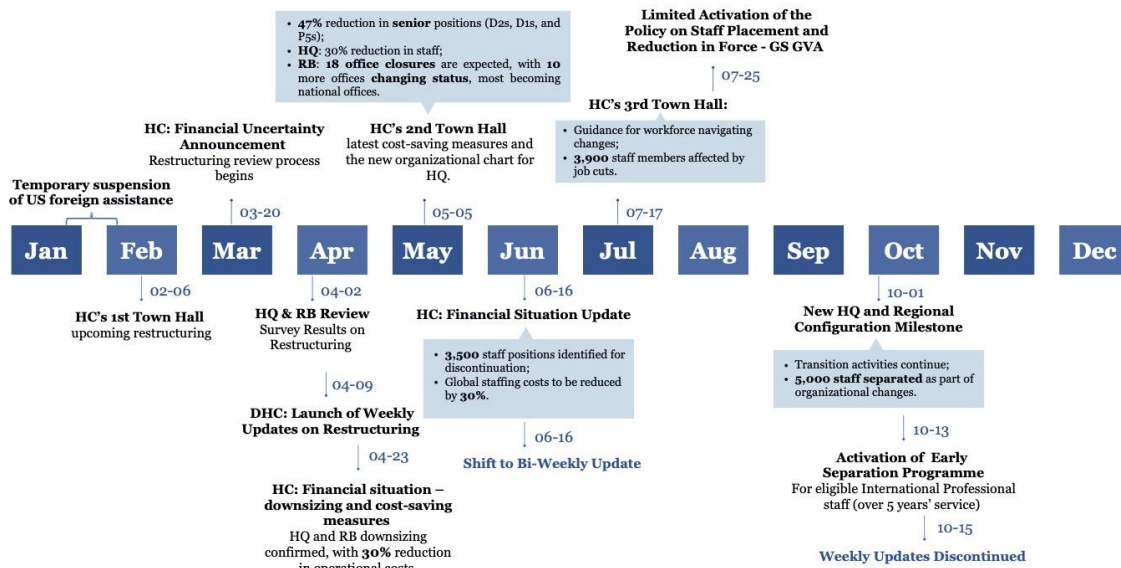 • 47% reduction in senior positions (D2s, D1s, and
P5s);
• HQ: 30% reduction in staff;
• RB: 18 office closures are expected, with 10
more offices changing status, most becoming
national offices.
Limited Activation of the
Policy on Staff Placement and
Reduction in Force - GS GVA
07-25
HC: Financial Uncertainty
Announcement
Restructuring review process
begins
03-20
HC's 2nd Town Hall
latest cost-saving measures and
the new organizational chart for
HQ.
05-05
HC's 3rd Town Hall:
• Guidance for workforce navigating
changes;
• 3,900 staff members affected by
job cuts.
07-17
Temporary suspension
of US foreign assistance
Jan
Feb
Mar
Apr
May
Jun
Jul
Aug
Sep
Oct
Nov
Dec
02-06
HC's 1st Town Hall
upcoming restructuring
04-02
HQ & RB Review
Survey Results on
Restructuring
04-09
DHC: Launch of Weekly
Updates on Restructuring
04-23
HC: Financial situation –
downsizing and cost-saving
measures
HQ and RB downsizing
confirmed, with 30% reduction
in operational costs
06-16
HC: Financial Situation Update
• 3,500 staff positions identified for
discontinuation;
• Global staffing costs to be reduced
by 30%.
06-16
Shift to Bi-Weekly Update
10-01
New HQ and Regional
Configuration Milestone
• Transition activities continue;
• 5,000 staff separated as part of
organizational changes.
10-13
Activation of Early
Separation Programme
For eligible International Professional
staff (over 5 years' service)
10-15
Weekly Updates Discontinued